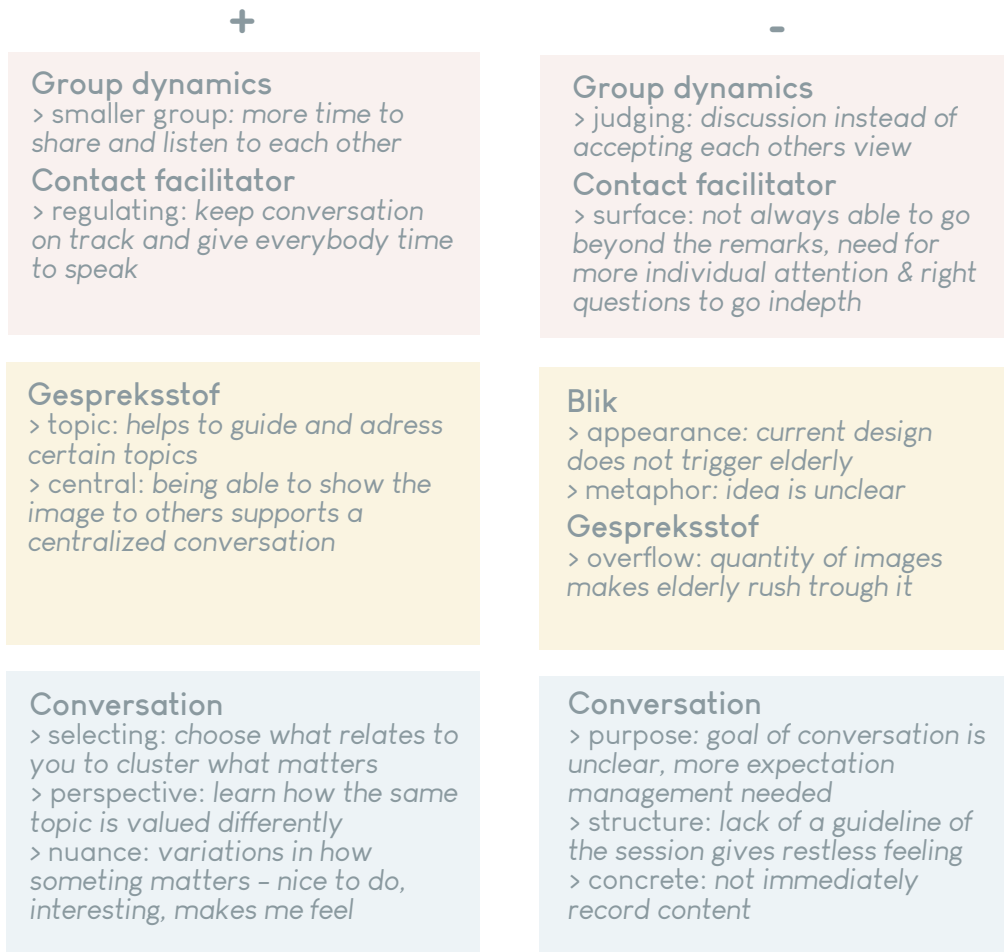 +
Group dynamics
> smaller group: more time to
share and listen to each other
Contact facilitator
> regulating: keep conversation
on track and give everybody time
to speak
Gespreksstof
> topic: helps to guide and adress
certain topics
> central: being able to show the
image to others supports a
centralized conversation
Conversation
> selecting: choose what relates to
you to cluster what matters
> perspective: learn how the same
topic is valued differently
> nuance: variations in how
someting matters – nice to do,
interesting, makes me feel
-
Group dynamics
> judging: discussion instead of
accepting each others view
Contact facilitator
> surface: not always able to go
beyond the remarks, need for
more individual attention & right
questions to go indepth
Blik
> appearance: current design
does not trigger elderly
> metaphor: idea is unclear
Gespreksstof
> overflow: quantity of images
makes elderly rush trough it
Conversation
> purpose: goal of conversation is
unclear, more expectation
management needed
> structure: lack of a guideline of
the session gives restless feeling
> concrete: not immediately
record content